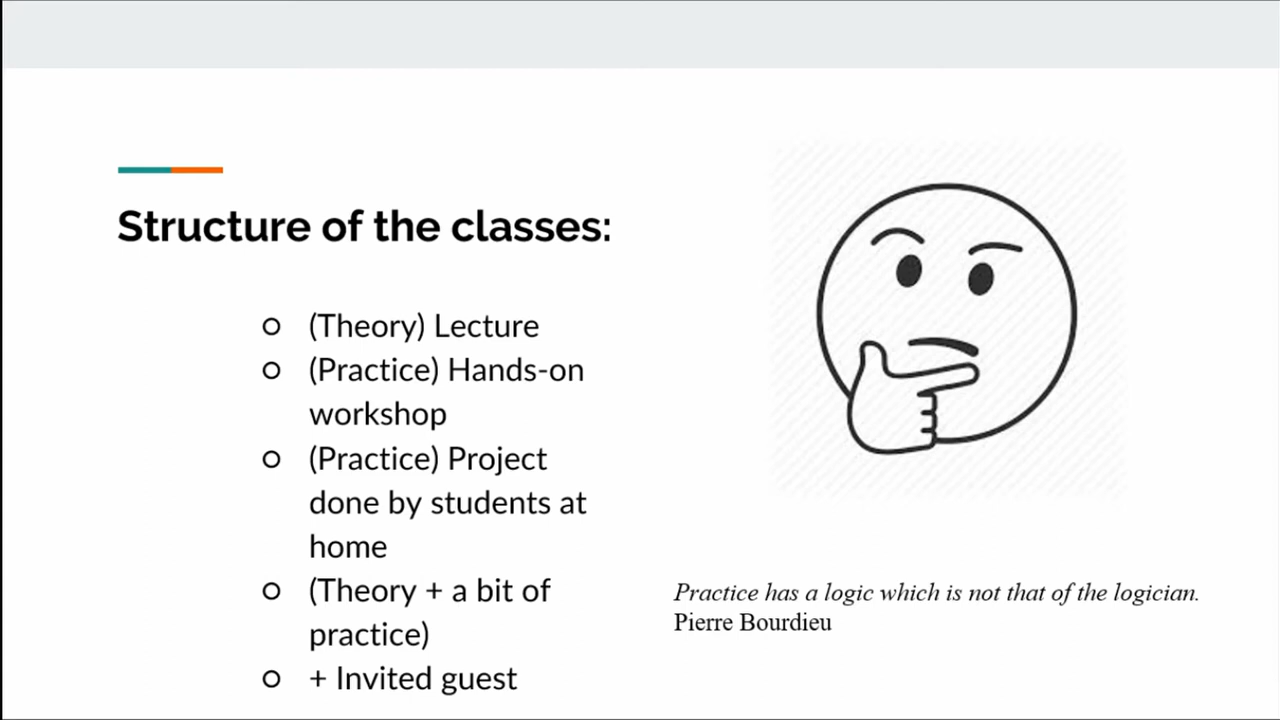 Structure of the classes:
(Theory) Lecture
(Practice) Hands-on
workshop
(Practice) Project
done by students at
home
(Theory + a bit of
practice)
+ Invited guest
Practice has a logic which is not that of the logician.
Pierre Bourdieu